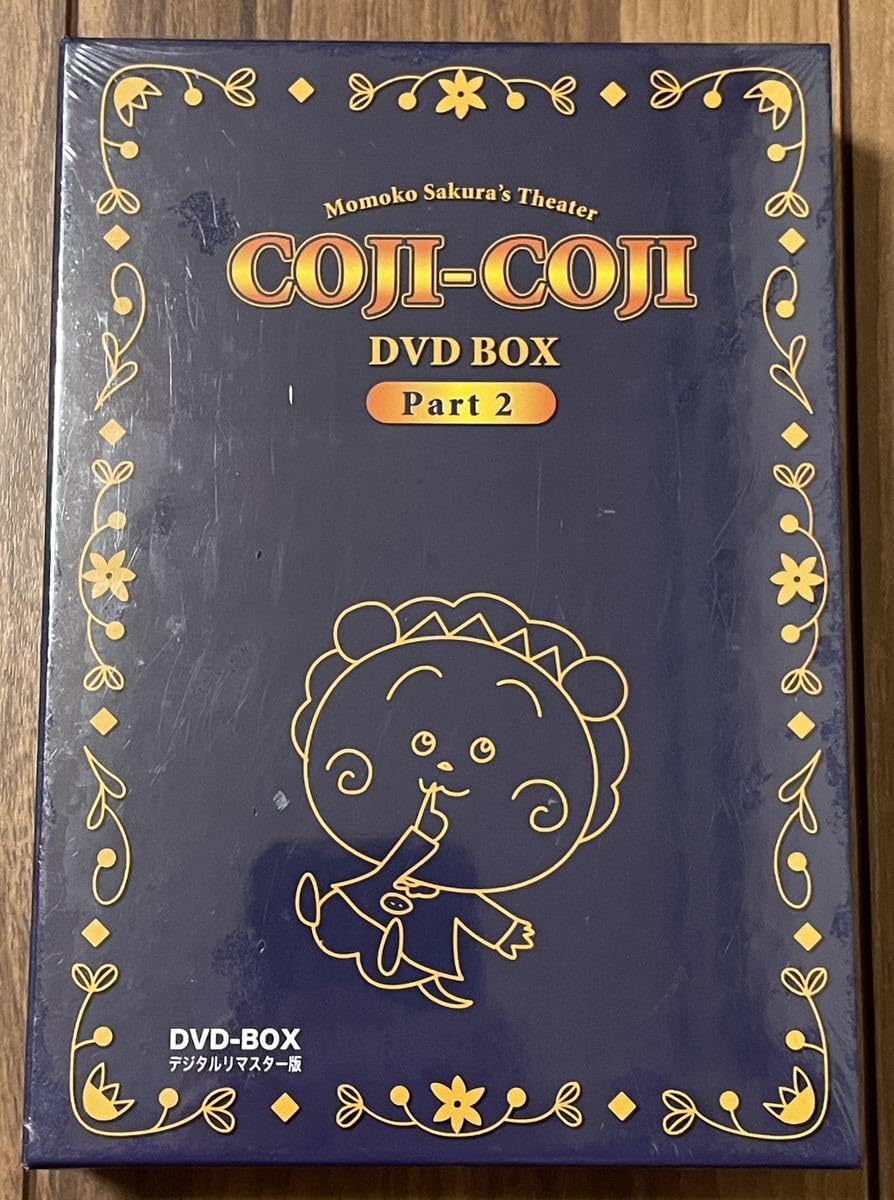 Momoko Sakura's Theater
COJI-COJI
DVD BOX
Part 2
DVD-BOX
デジタルリマスター版